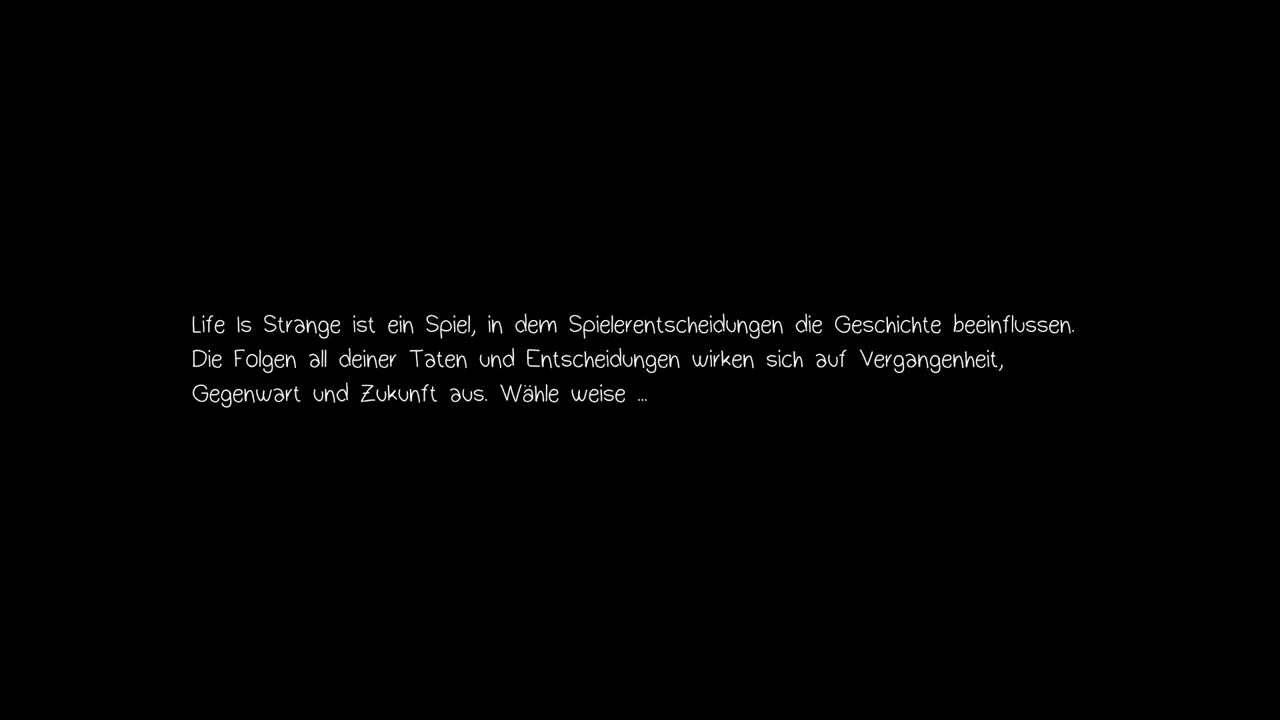 Life Is Strange ist ein Spiel, in dem Spielerentscheidungen die Geschichte beeinflussen.
Die Folgen all deiner Taten und Entscheidungen wirken sich auf Vergangenheit,
Gegenwart und Zukunft aus. Wähle weise ...